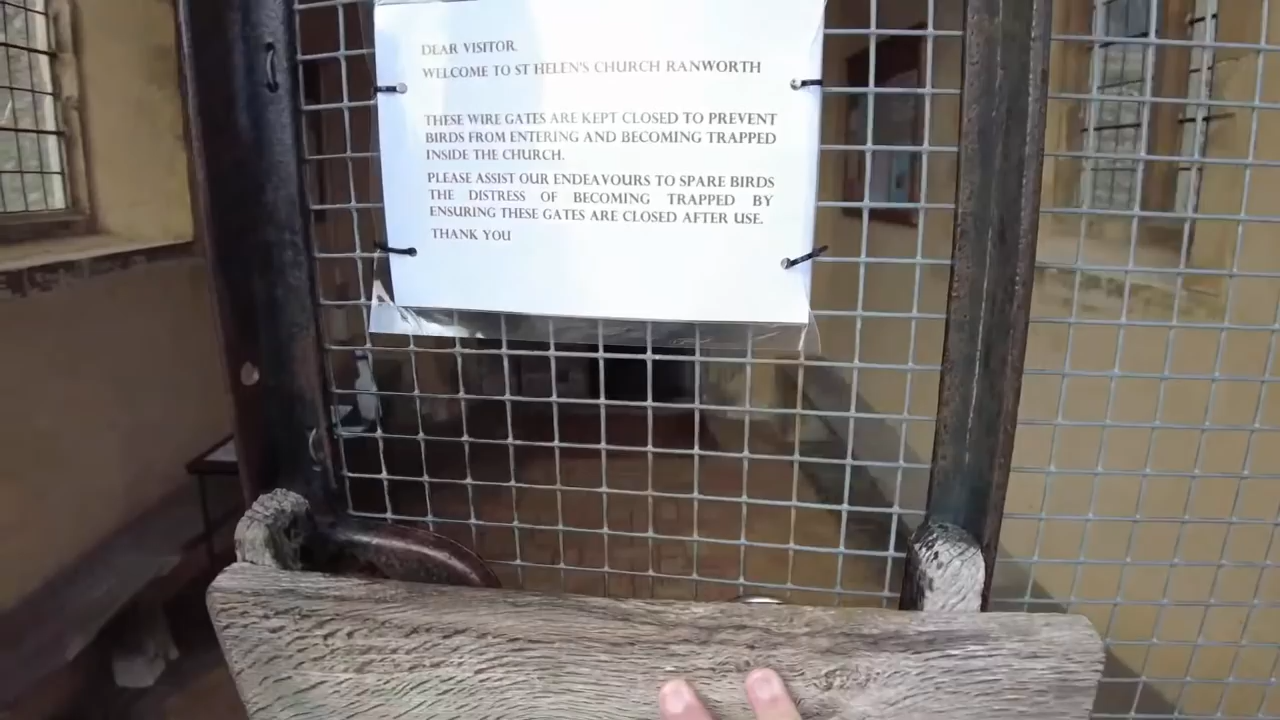 DEAR VISITOR,
WELCOME TO ST HELEN'S CHURCH RANWORTH
THESE WIRE GATES ARE KEPT CLOSED TO PREVENT
BIRDS FROM ENTERING AND BECOMING TRAPPED
INSIDE THE CHURCH.
PLEASE ASSIST OUR ENDEAVOURS TO SPARE BIRDS
THE DISTRESS OF BECOMING TRAPPED BY
ENSURING THESE GATES ARE CLOSED AFTER USE.
THANK YOU